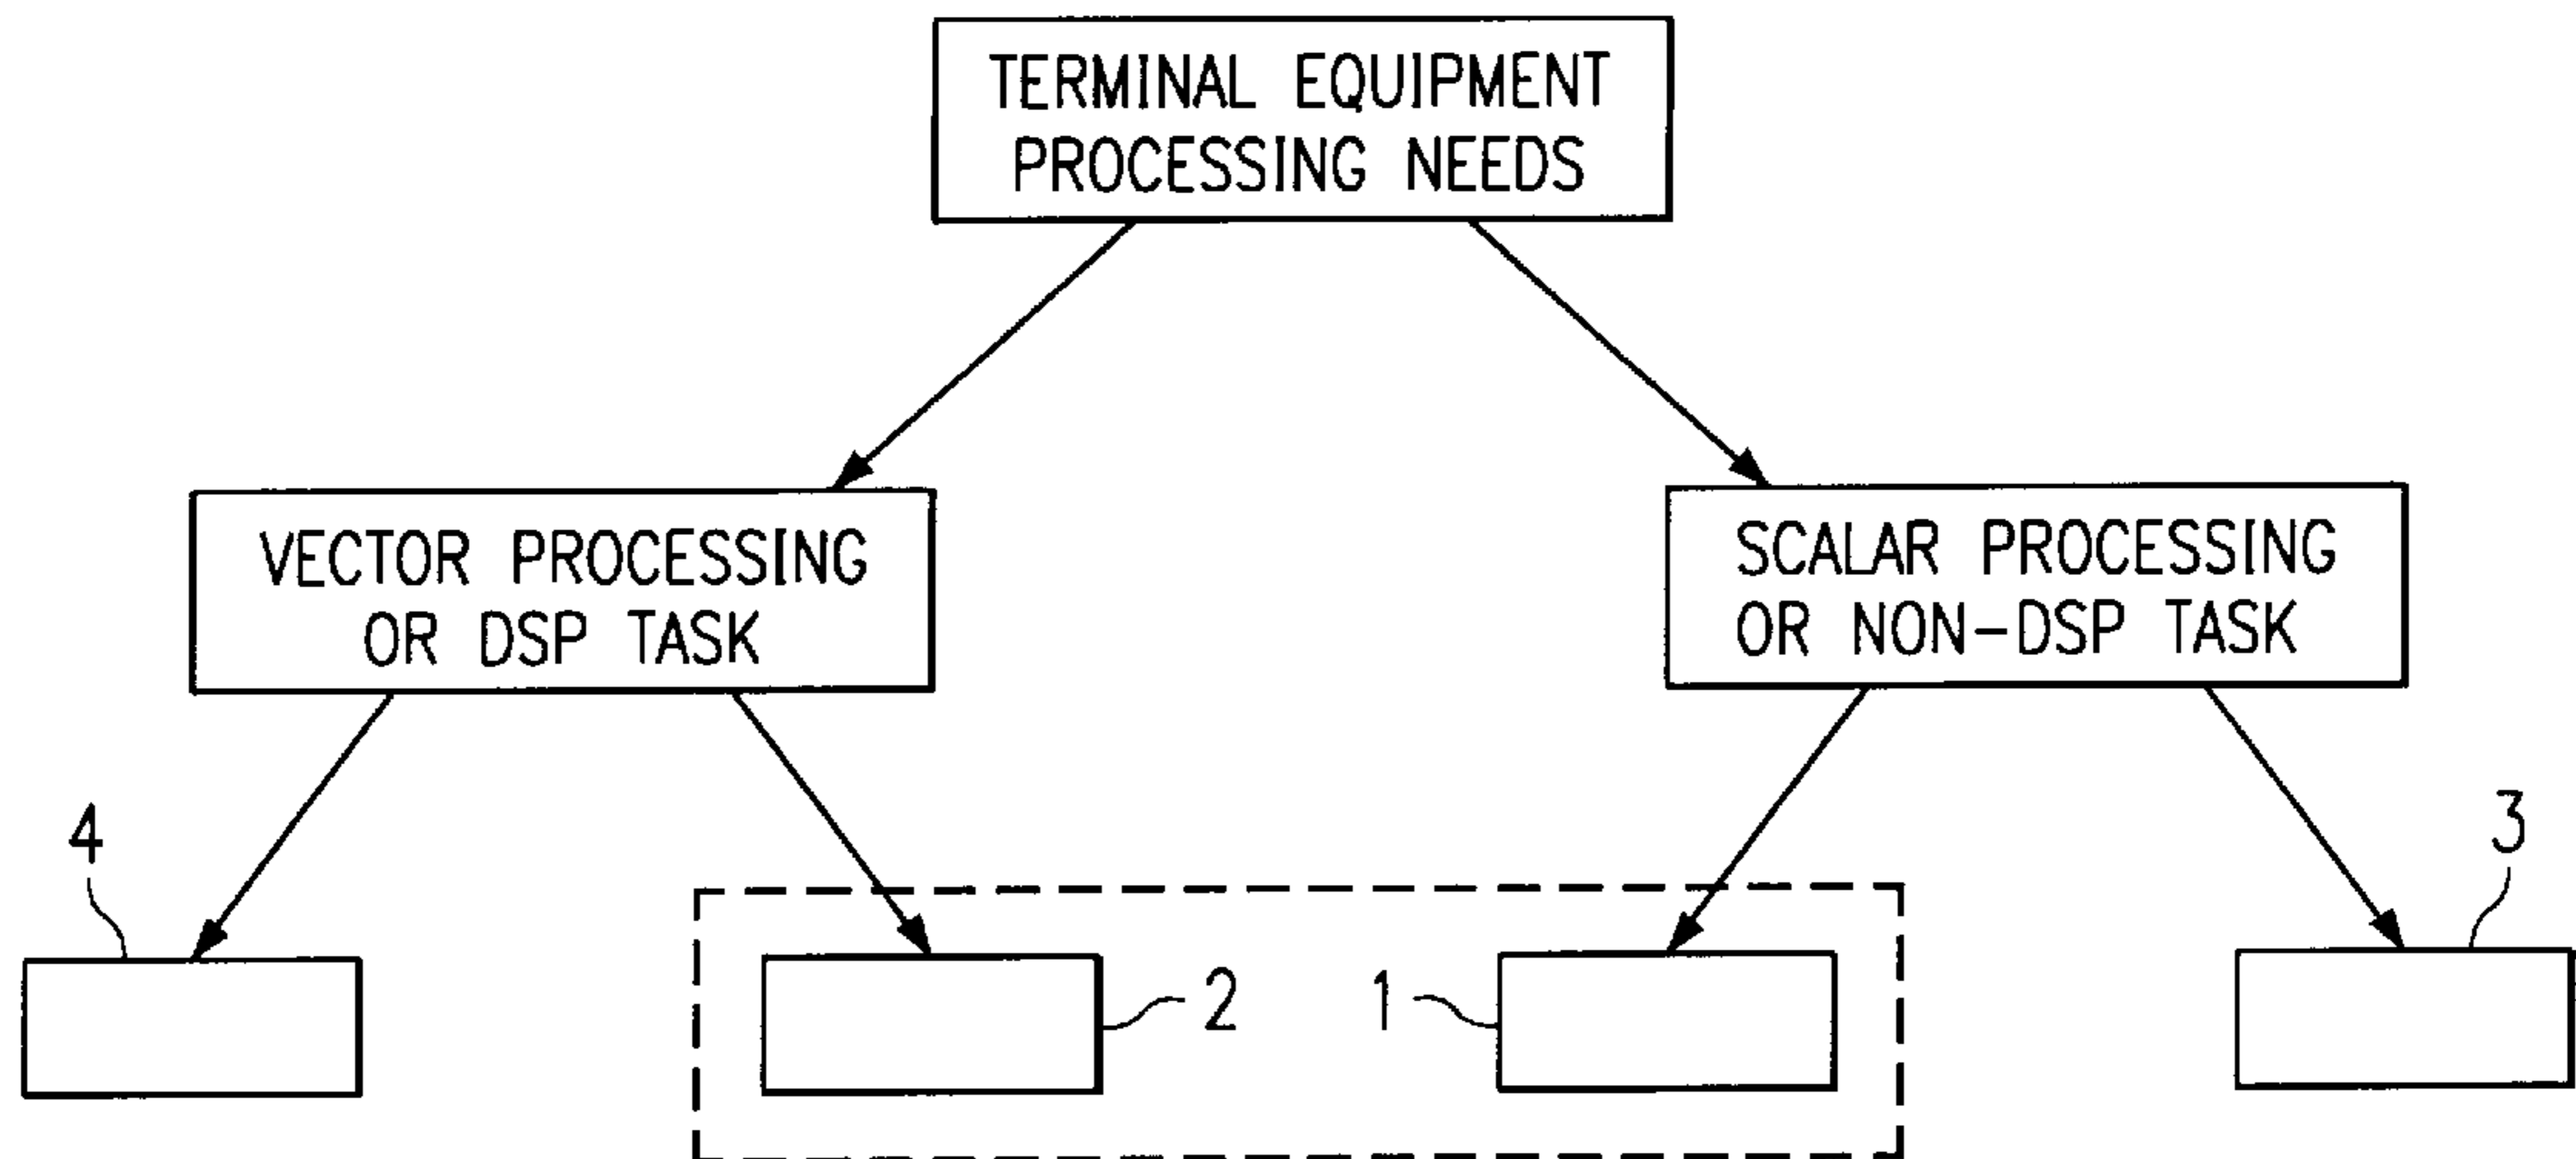 TERMINAL EQUIPMENT
PROCESSING NEEDS
VECTOR PROCESSING
OR DSP TASK
SCALAR PROCESSING
OR NON-DSP TASK
4
3
2
1